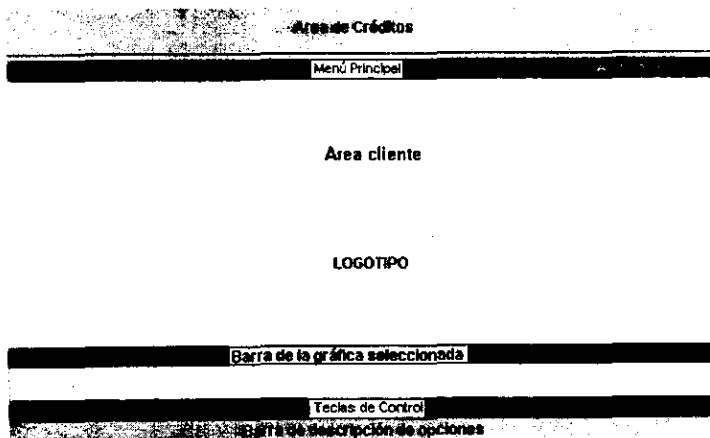 Area de Créditos
Menú Principal
Area cliente
LOGOTIPO
Barra de la gráfica seleccionada
Teclas de Control
Barra de descripción de opciones